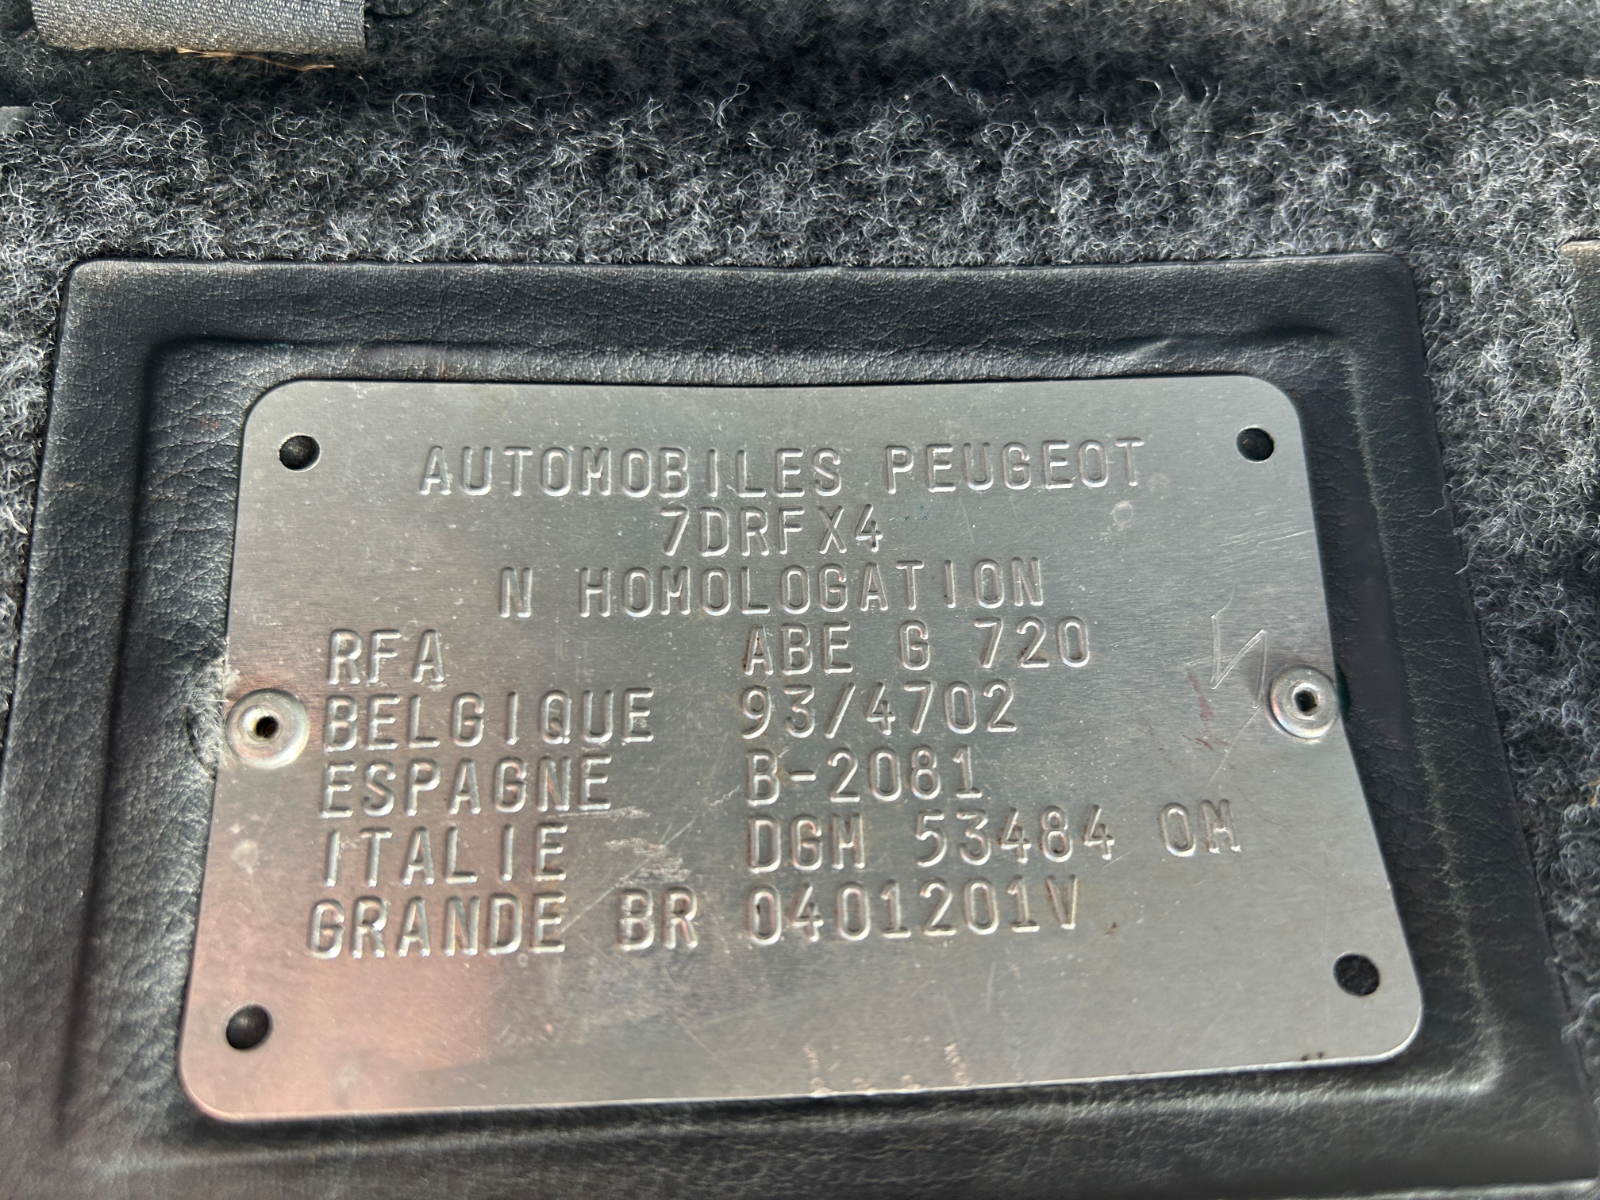 AUTOMOBILES PEUGEOT
7DRFX4
N HOMOLOGATION
RFA ABE G 720
BELGIQUE 93/4702
ESPAGNE B-2081
ITALIE DGM 53484 OM
GRANDE BR 0401201V